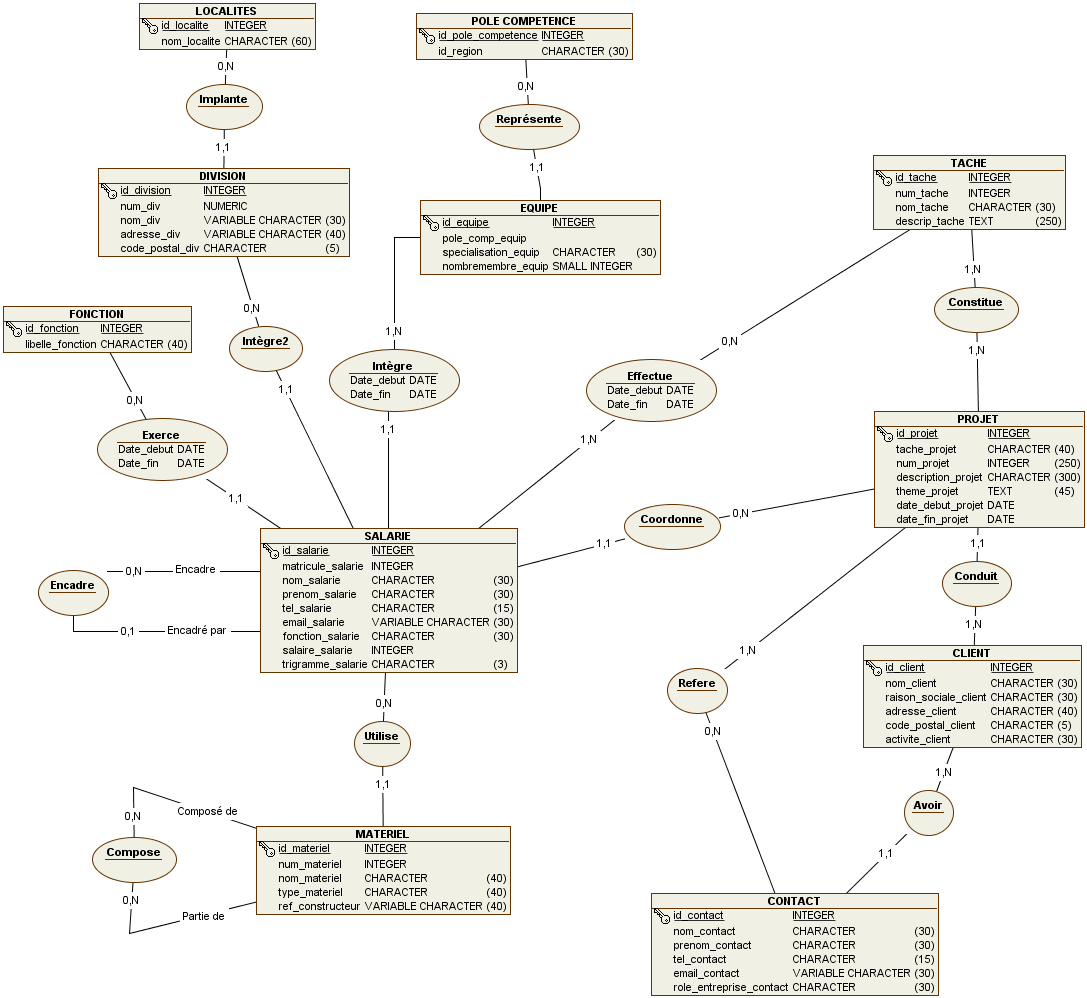 LOCALITES
id_localite INTEGER
nom_localite CHARACTER (60)
0,N
Implante
1,1
POLE COMPETENCE
id_pole_competence INTEGER
id_region CHARACTER (30)
0,N
Représente
1,1
DIVISION
id_division INTEGER
num_div NUMERIC
nom_div VARIABLE CHARACTER (30)
adresse_div VARIABLE CHARACTER (40)
code_postal_div CHARACTER (5)
0,N
Intègre2
1,1
EQUIPE
id_equipe INTEGER
pole_comp_equip
specialisation_equip CHARACTER (30)
nombremembre_equip SMALL INTEGER
1,N
Intègre
Date_debut DATE
Date_fin DATE
1,1
TACHE
id_tache INTEGER
num_tache INTEGER
nom_tache CHARACTER (30)
descrip_tache TEXT (250)
1,N
Constitue
1,N
0,N
Effectue
Date_debut DATE
Date_fin DATE
1,N
FONCTION
id_fonction INTEGER
libelle_fonction CHARACTER (40)
0,N
Exerce
Date_debut DATE
Date_fin DATE
1,1
PROJET
id_projet INTEGER
tache_projet CHARACTER (40)
num_projet INTEGER (250)
description_projet CHARACTER (300)
theme_projet TEXT (45)
date_debut_projet DATE
date_fin_projet DATE
0,N
Coordonne
1,1
SALARIE
id_salarie INTEGER
matricule_salarie INTEGER
nom_salarie CHARACTER (30)
prenom_salarie CHARACTER (30)
tel_salarie CHARACTER (15)
email_salarie VARIABLE CHARACTER (30)
fonction_salarie CHARACTER (30)
salaire_salarie INTEGER
trigramme_salarie CHARACTER (3)
0,N Encadre
Encadre
0,1 Encadré par
1,1
Conduit
1,N
CLIENT
id_client INTEGER
nom_client CHARACTER (30)
raison_sociale_client CHARACTER (30)
adresse_client CHARACTER (40)
code_postal_client CHARACTER (5)
activite_client CHARACTER (30)
1,N
Refere
0,N
0,N
Utilise
1,1
1,N
Avoir
1,1
MATERIEL
id_materiel INTEGER
num_materiel INTEGER
nom_materiel CHARACTER (40)
type_materiel CHARACTER (40)
ref_constructeur VARIABLE CHARACTER (40)
Composé de
0,N
Compose
0,N
Partie de
CONTACT
id_contact INTEGER
nom_contact CHARACTER (30)
prenom_contact CHARACTER (30)
tel_contact CHARACTER (15)
email_contact VARIABLE CHARACTER (30)
role_entreprise_contact CHARACTER (30)